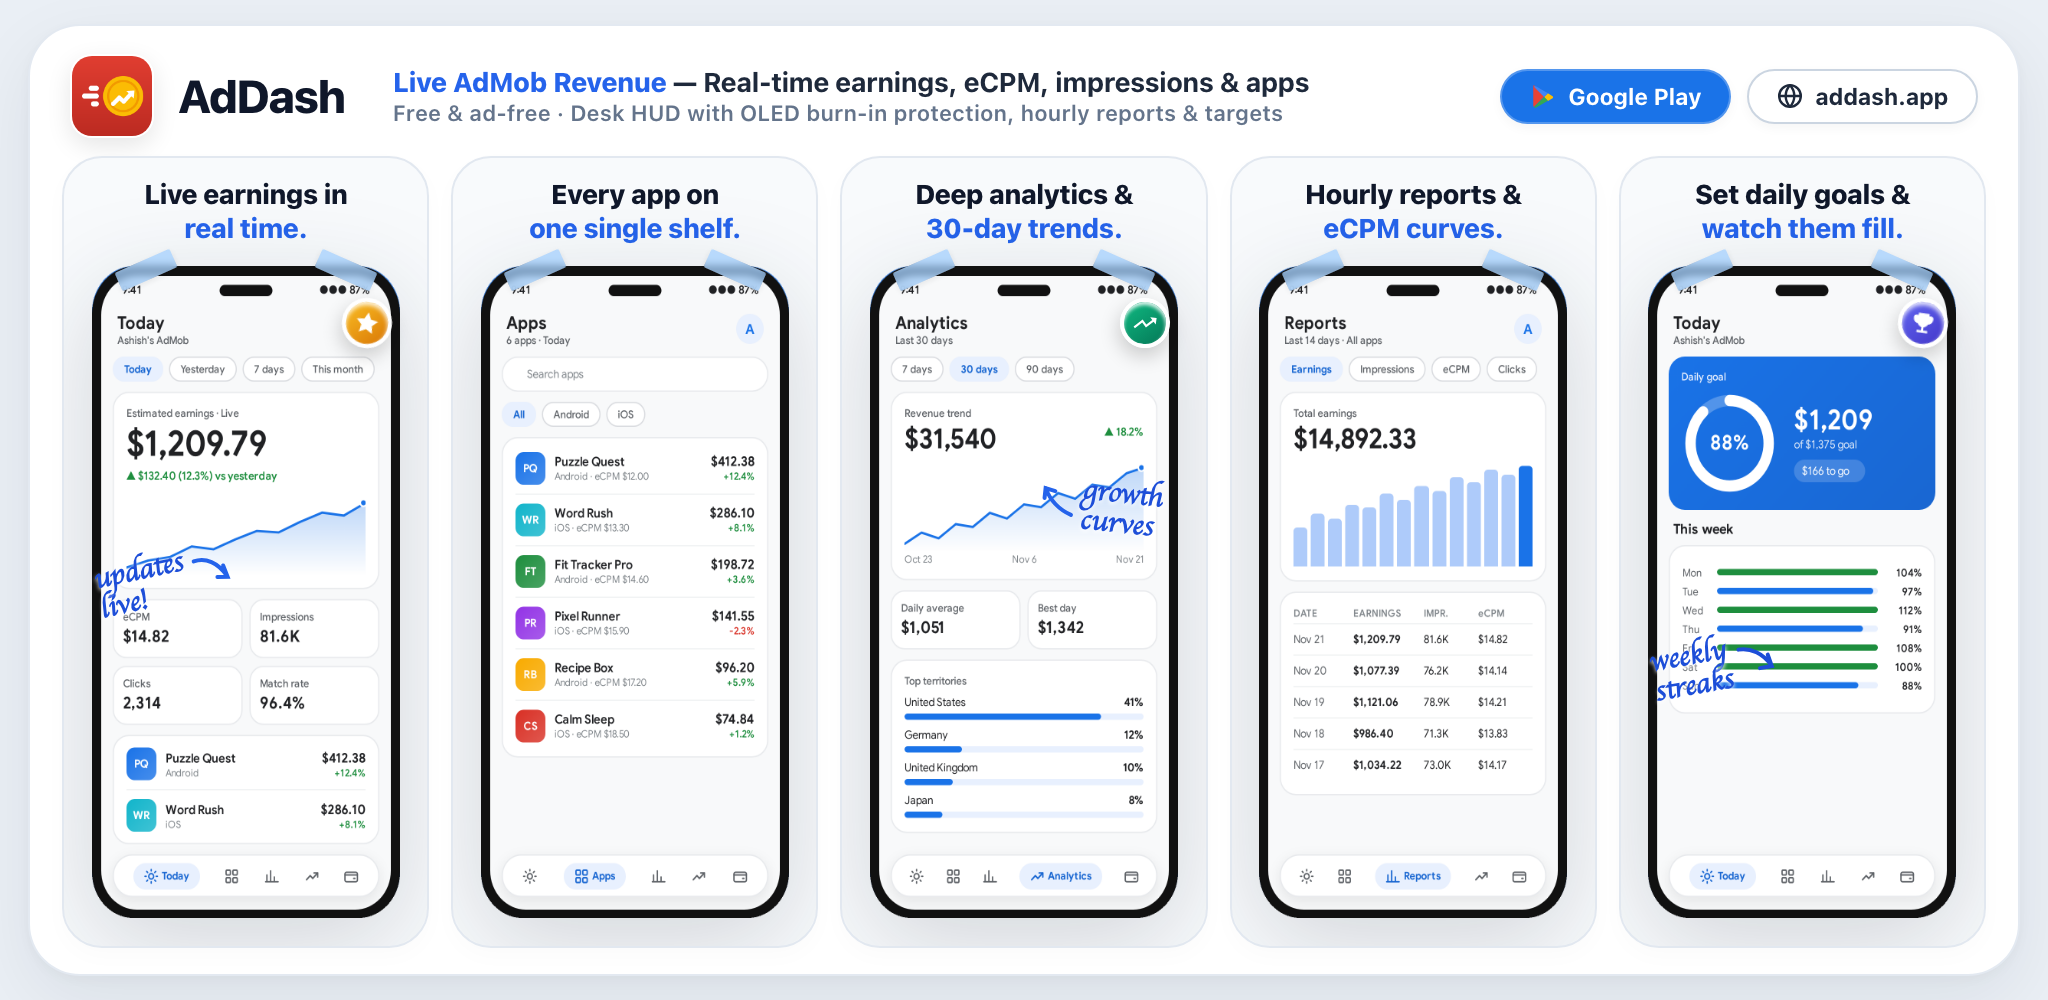 AdDash
Live AdMob Revenue — Real-time earnings, eCPM, impressions & apps
Free & ad-free · Desk HUD with OLED burn-in protection, hourly reports & targets
Google Play
addash.app
Live earnings in
real time.
9:41
87%
Today
Ashish's AdMob
Today
Yesterday
7 days
This month
Estimated earnings · Live
$1,209.79
▲ $132.40 (12.3%) vs yesterday
updates
live!
eCPM
$14.82
Impressions
81.6K
Clicks
2,314
Match rate
96.4%
PQ
Puzzle Quest
$412.38
Android
+12.4%
WR
Word Rush
$286.10
iOS
+8.1%
Today
Every app on
one single shelf.
9:41
87%
Apps
6 apps · Today
A
Search apps
All
Android
iOS
PQ
Puzzle Quest
$412.38
Android · eCPM $12.00
+12.4%
WR
Word Rush
$286.10
iOS · eCPM $13.30
+8.1%
FT
Fit Tracker Pro
$198.72
Android · eCPM $14.60
+3.6%
PR
Pixel Runner
$141.55
iOS · eCPM $15.90
-2.3%
RB
Recipe Box
$96.20
Android · eCPM $17.20
+5.9%
CS
Calm Sleep
$74.84
iOS · eCPM $18.50
+1.2%
Apps
Deep analytics &
30-day trends.
9:41
87%
Analytics
Last 30 days
7 days
30 days
90 days
Revenue trend
$31,540
▲ 18.2%
growth
curves
Oct 23
Nov 6
Nov 21
Daily average
$1,051
Best day
$1,342
Top territories
United States
41%
Germany
12%
United Kingdom
10%
Japan
8%
Analytics
Hourly reports &
eCPM curves.
9:41
87%
Reports
Last 14 days · All apps
A
Earnings
Impressions
eCPM
Clicks
Total earnings
$14,892.33
DATE EARNINGS IMPR. eCPM
Nov 21 $1,209.79 81.6K $14.82
Nov 20 $1,077.39 76.2K $14.14
Nov 19 $1,121.06 78.9K $14.21
Nov 18 $986.40 71.3K $13.83
Nov 17 $1,034.22 73.0K $14.17
Reports
Set daily goals &
watch them fill.
9:41
87%
Today
Ashish's AdMob
Daily goal
88%
$1,209
of $1,375 goal
$166 to go
This week
Mon 104%
Tue 97%
Wed 112%
Thu 91%
Fri 108%
Sat 100%
88%
weekly
streaks
Today